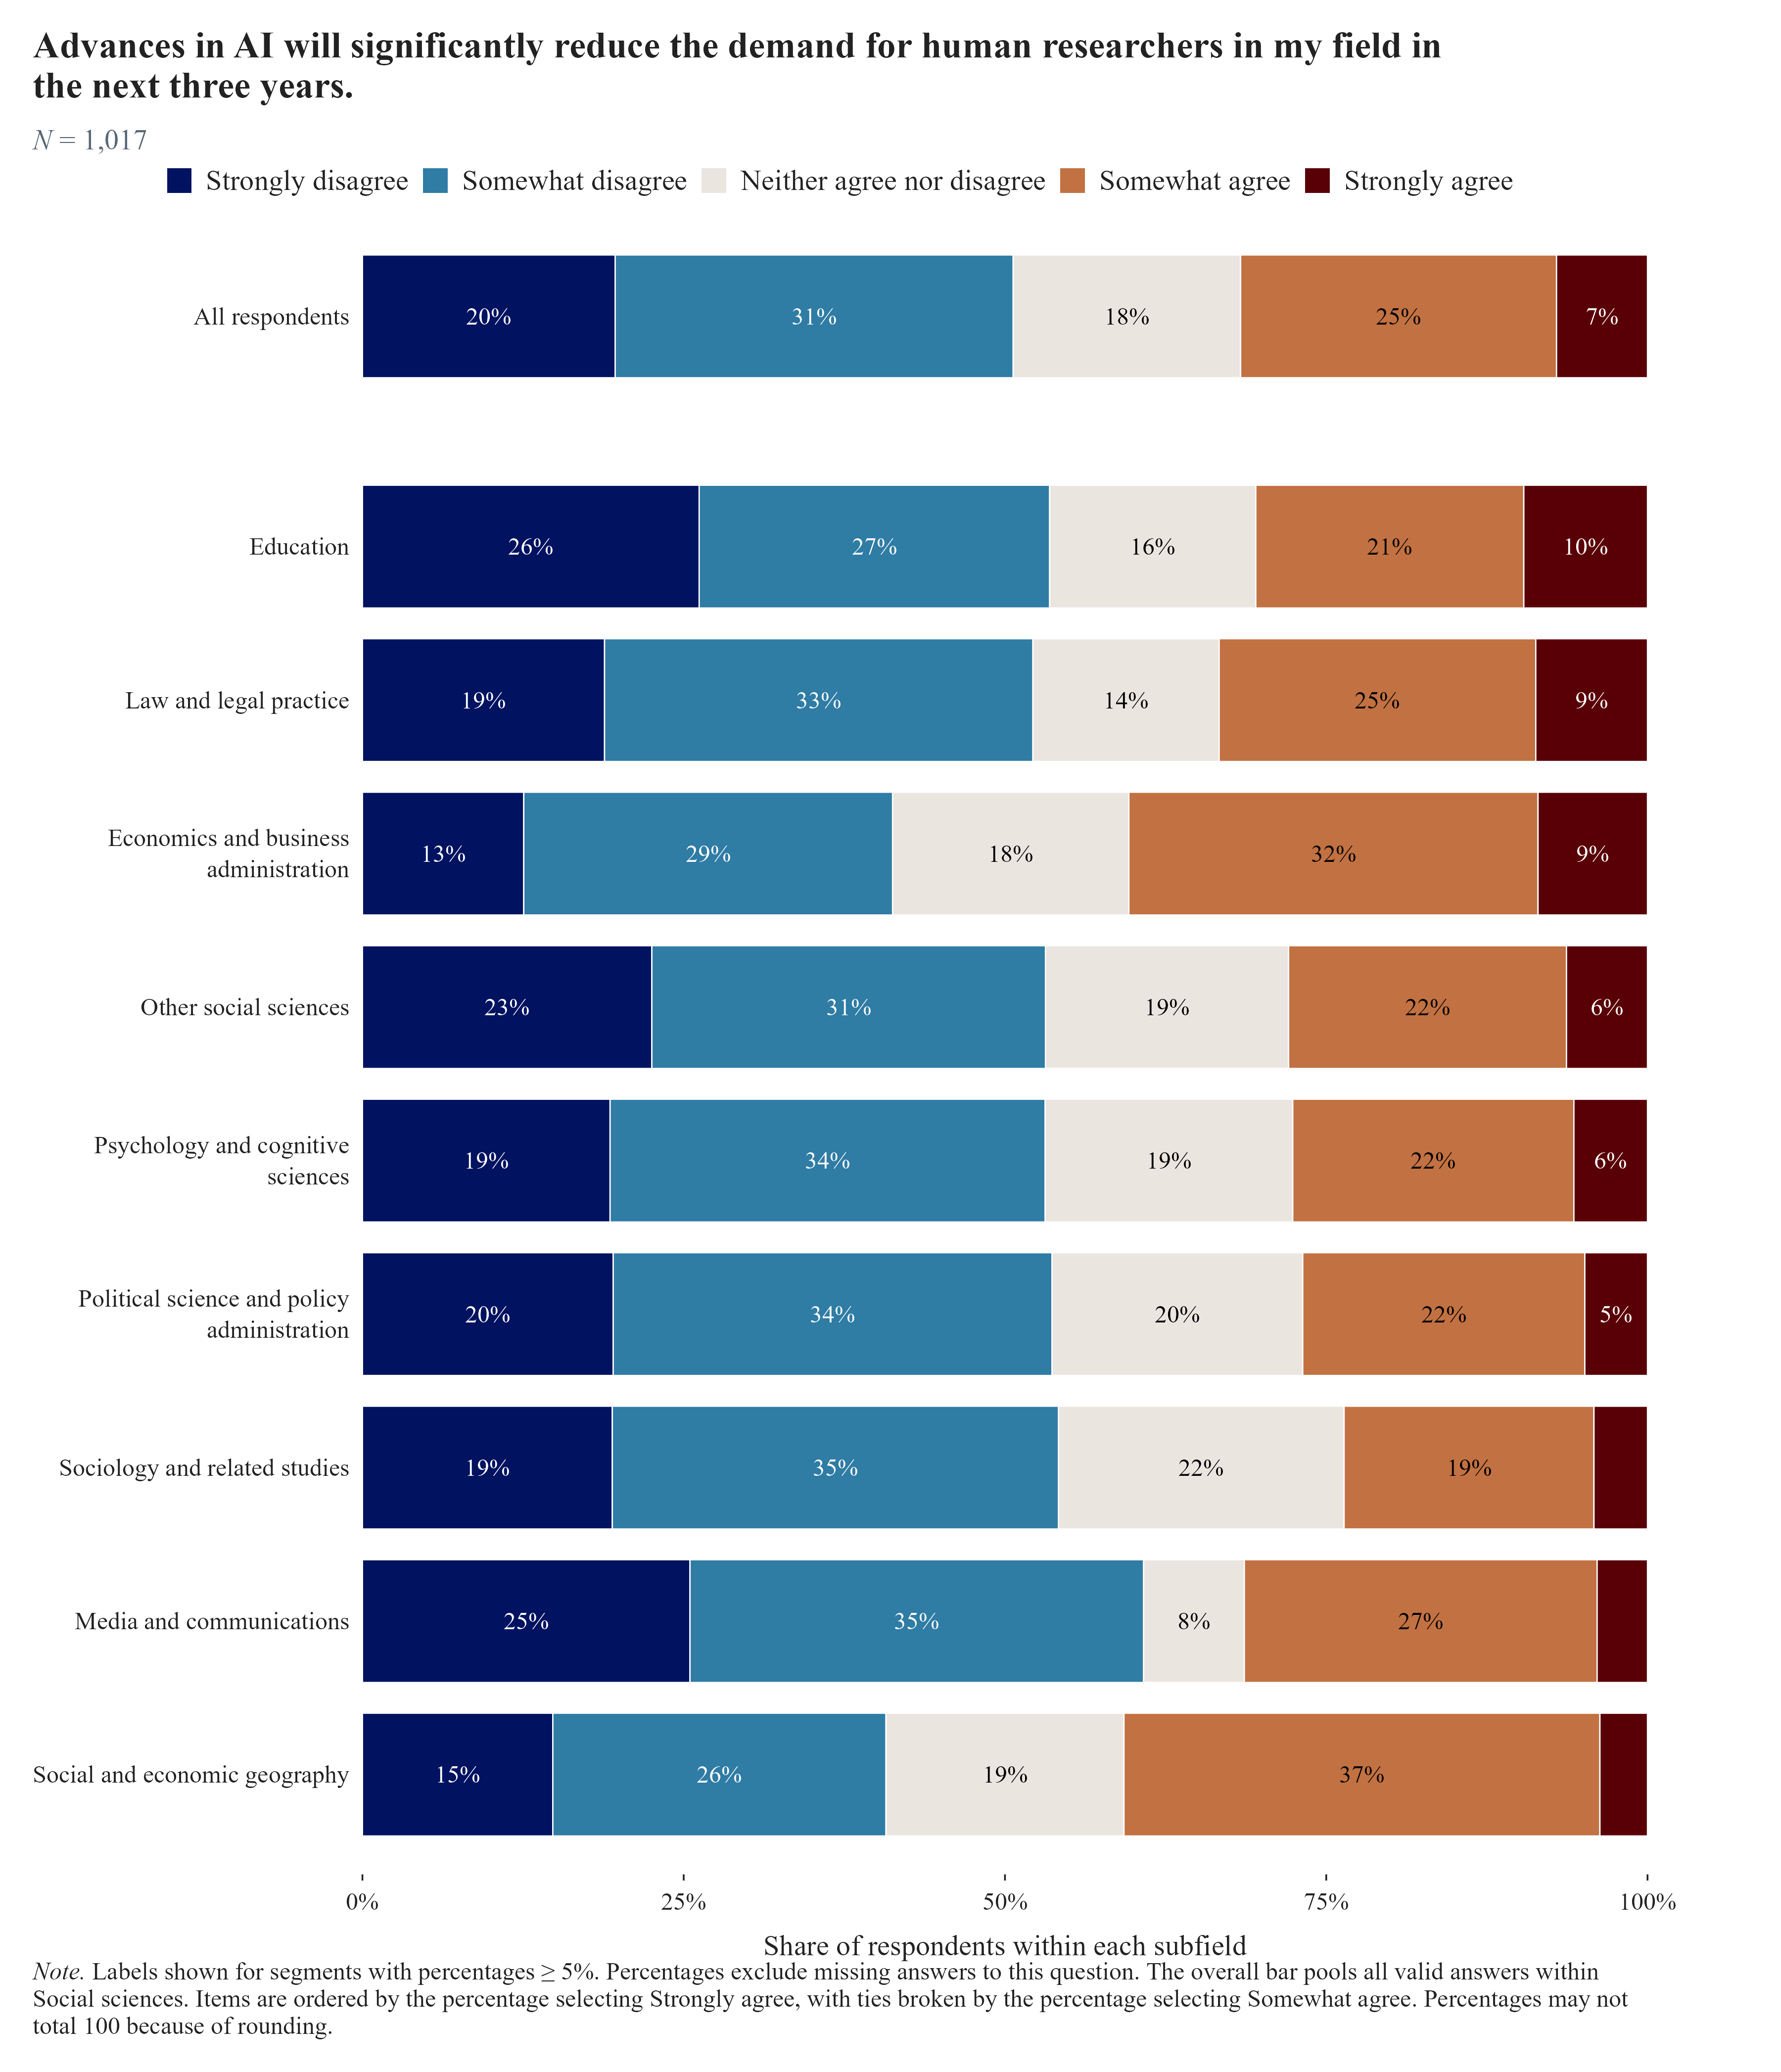 Advances in AI will significantly reduce the demand for human researchers in my field in
the next three years.
N = 1,017
Strongly disagree Somewhat disagree Neither agree nor disagree Somewhat agree Strongly agree
All respondents 20% 31% 18% 25% 7%
Education 26% 27% 16% 21% 10%
Law and legal practice 19% 33% 14% 25% 9%
Economics and business
administration 13% 29% 18% 32% 9%
Other social sciences 23% 31% 19% 22% 6%
Psychology and cognitive
sciences 19% 34% 19% 22% 6%
Political science and policy
administration 20% 34% 20% 22% 5%
Sociology and related studies 19% 35% 22% 19%
Media and communications 25% 35% 8% 27%
Social and economic geography 15% 26% 19% 37%
0% 25% 50% 75% 100%
Share of respondents within each subfield
Note. Labels shown for segments with percentages ≥ 5%. Percentages exclude missing answers to this question. The overall bar pools all valid answers within
Social sciences. Items are ordered by the percentage selecting Strongly agree, with ties broken by the percentage selecting Somewhat agree. Percentages may not
total 100 because of rounding.